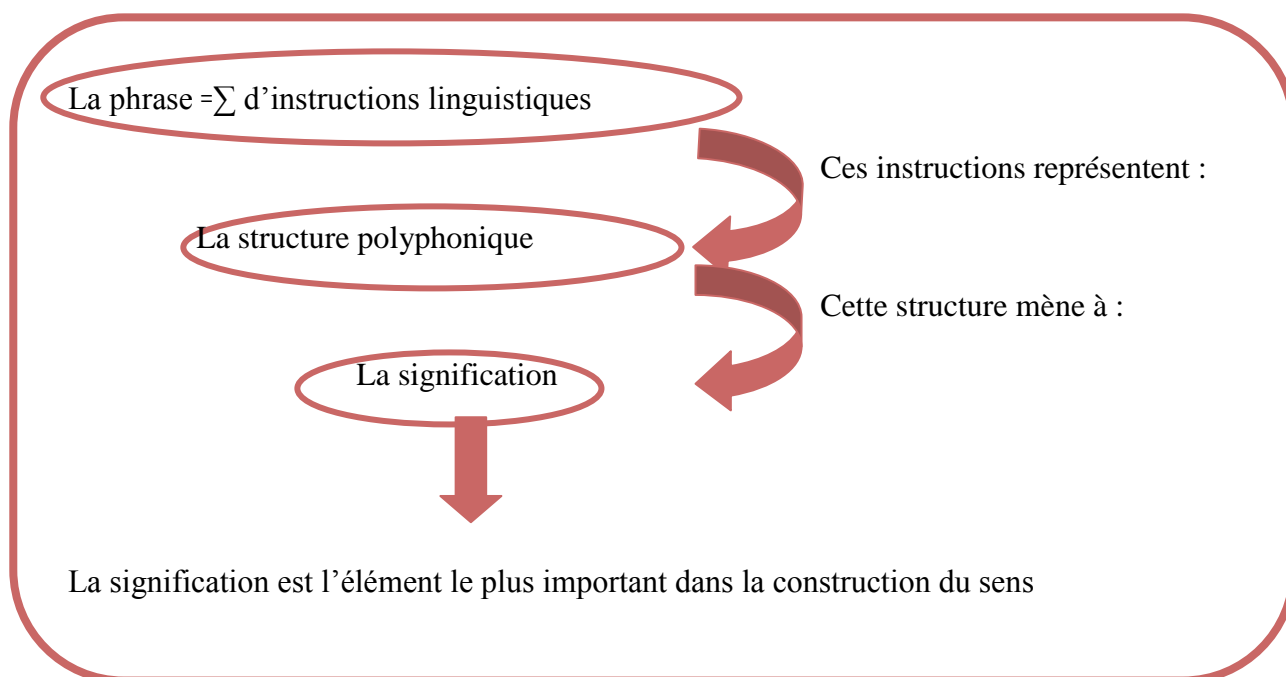 La phrase =∑ d’instructions linguistiques
Ces instructions représentent :
La structure polyphonique
Cette structure mène à :
La signification
La signification est l’élément le plus important dans la construction du sens